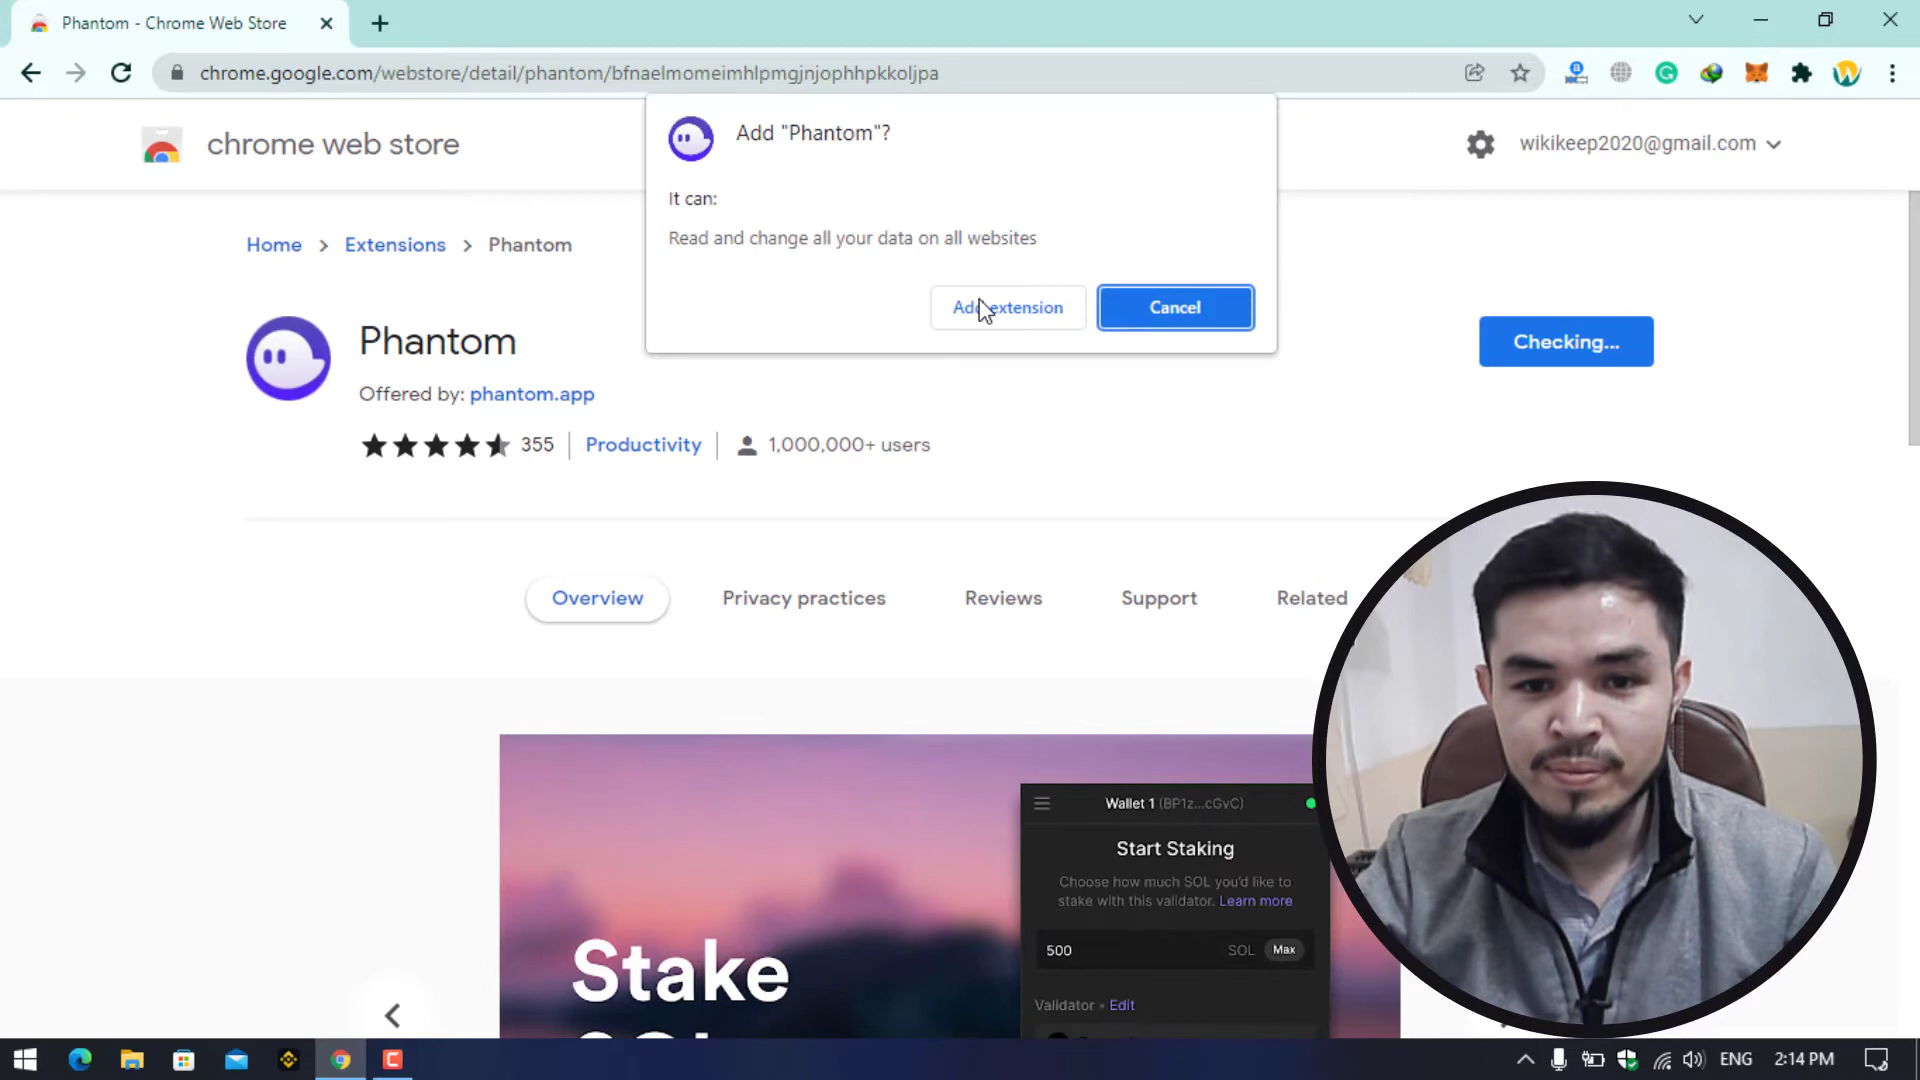 Phantom - Chrome Web Store
chrome.google.com/webstore/detail/phantom/bfnaelmomeimhlpmgjnjophhpkkoljpa
chrome web store
wikikeep2020@gmail.com
Add "Phantom"?
It can:
Read and change all your data on all websites
Add extension
Cancel
Home > Extensions > Phantom
Phantom
Checking...
Offered by: phantom.app
355
Productivity
1,000,000+ users
Overview
Privacy practices
Reviews
Support
Related
Wallet 1 (BP1z...cGvC)
Start Staking
Choose how much SOL you'd like to
stake with this validator. Learn more
500
SOL
Max
Stake
Validator • Edit
ENG
2:14 PM